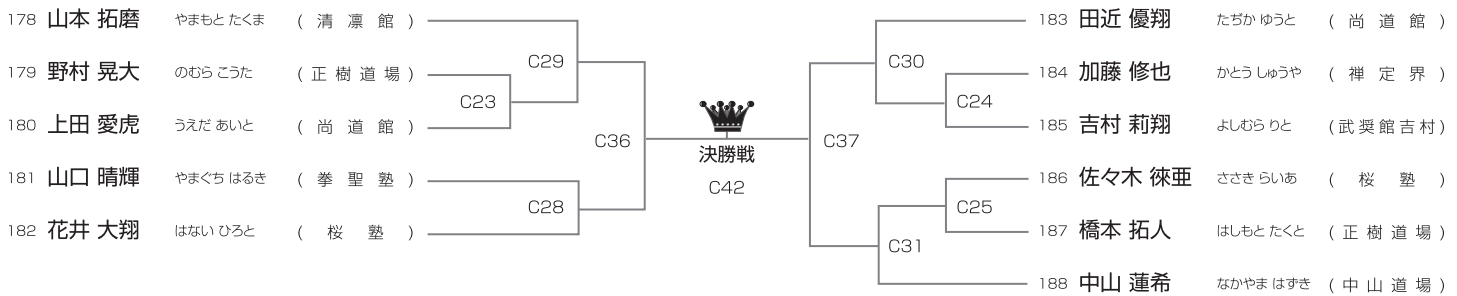 178 山本 拓磨 やまもと たくま ( 清 凛 館 )
179 野村 晃大 のむら こうた ( 正 樹 道 場 )
180 上田 愛虎 うえだ あいと ( 尚 道 館 )
181 山口 晴輝 やまぐち はるき ( 拳 聖 塾 )
182 花井 大翔 はない ひろと ( 桜 塾 )
C29
C23
C28
C36
決勝戦
C42
C37
C30
C24
C25
C31
183 田近 優翔 たぢか ゆうと ( 尚 道 館 )
184 加藤 修也 かとう しゅうや ( 禅 定 界 )
185 吉村 莉翔 よしむら りと ( 武 奨 館 吉 村 )
186 佐々木 徠亜 ささき らいあ ( 桜 塾 )
187 橋本 拓人 はしもと たくと ( 正 樹 道 場 )
188 中山 蓮希 なかやま はずき ( 中 山 道 場 )